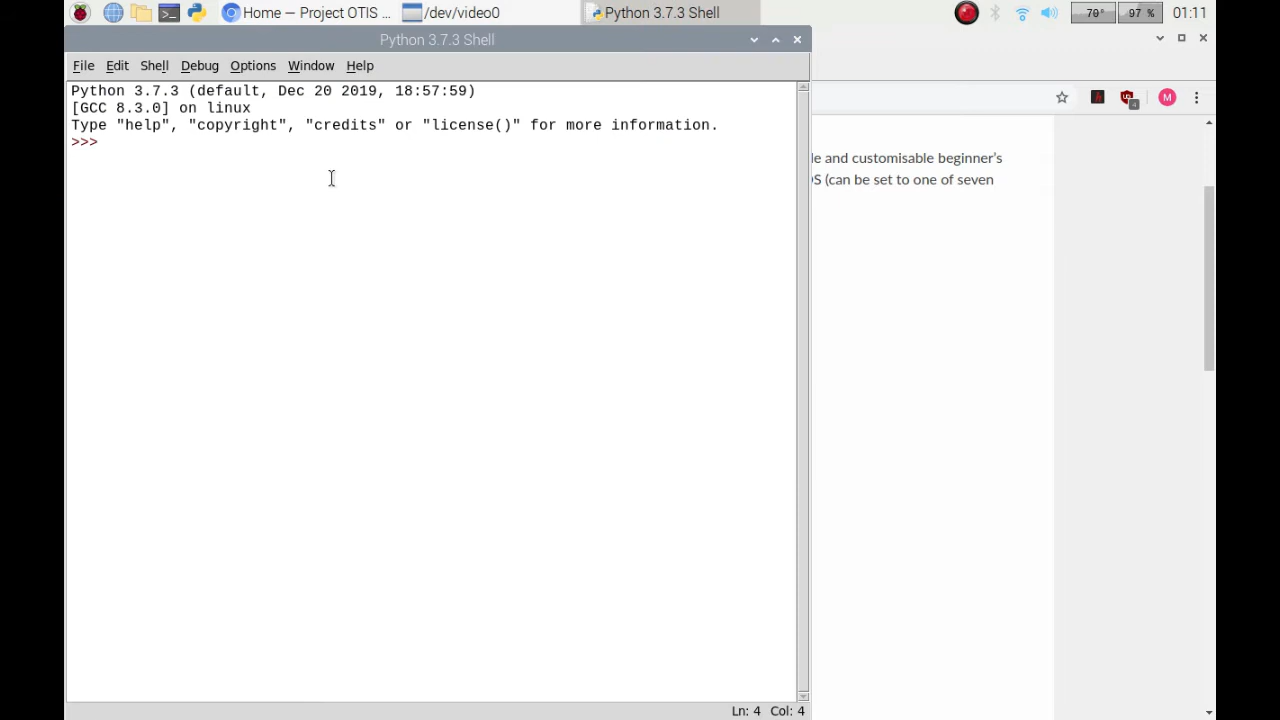 Home — Project OTIS ...
/dev/video0
Python 3.7.3 Shell
70°
97 %
01:11
Python 3.7.3 Shell
File Edit Shell Debug Options Window Help
Python 3.7.3 (default, Dec 20 2019, 18:57:59)
[GCC 8.3.0] on linux
Type "help", "copyright", "credits" or "license()" for more information.
>>>
Ln: 4 Col: 4
4
M
le and customisable beginner's
OS (can be set to one of seven